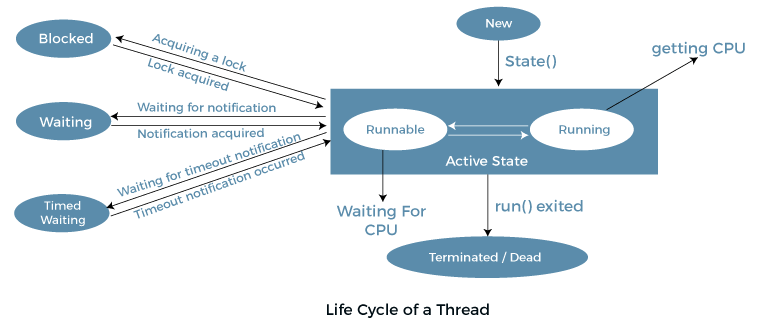 New
State()
getting CPU
Blocked
Acquiring a lock
Lock acquired
Waiting
Waiting for notification
Notification acquired
Runnable
Running
Active State
Waiting for timeout notification
Timeout notification occurred
Timed
Waiting
Waiting For
CPU
run() exited
Terminated / Dead
Life Cycle of a Thread